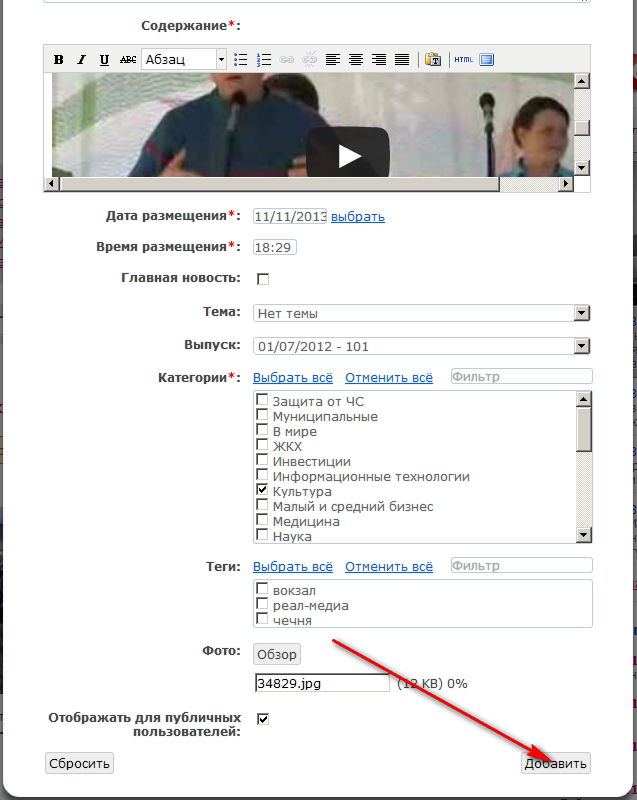 Содержание*:
B I U ABC Абзац HTML
Дата размещения*: 11/11/2013 выбрать
Время размещения*: 18:29
Главная новость:
Тема: Нет темы
Выпуск: 01/07/2012 - 101
Категории*: Выбрать всё Отменить всё Фильтр
Защита от ЧС
Муниципальные
В мире
ЖКХ
Инвестиции
Информационные технологии
Культура
Малый и средний бизнес
Медицина
Наука
Теги: Выбрать всё Отменить всё Фильтр
вокзал
реал-медиа
чечня
Фото: Обзор
34829.jpg (12 KB) 0%
Отображать для публичных
пользователей:
Сбросить Добавить